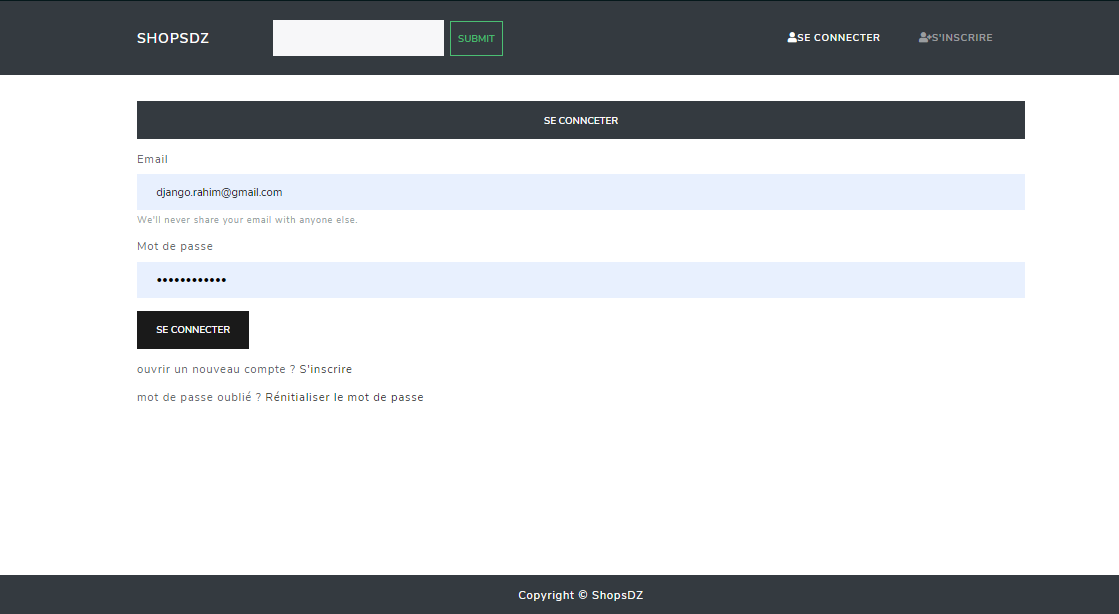 SHOPSDZ SUBMIT SE CONNECTER S'INSCRIRE
SE CONNCETER
Email
django.rahim@gmail.com
We'll never share your email with anyone else.
Mot de passe
••••••••••••
SE CONNECTER
ouvrir un nouveau compte ? S'inscrire
mot de passe oublié ? Rénitialiser le mot de passe
Copyright © ShopsDZ